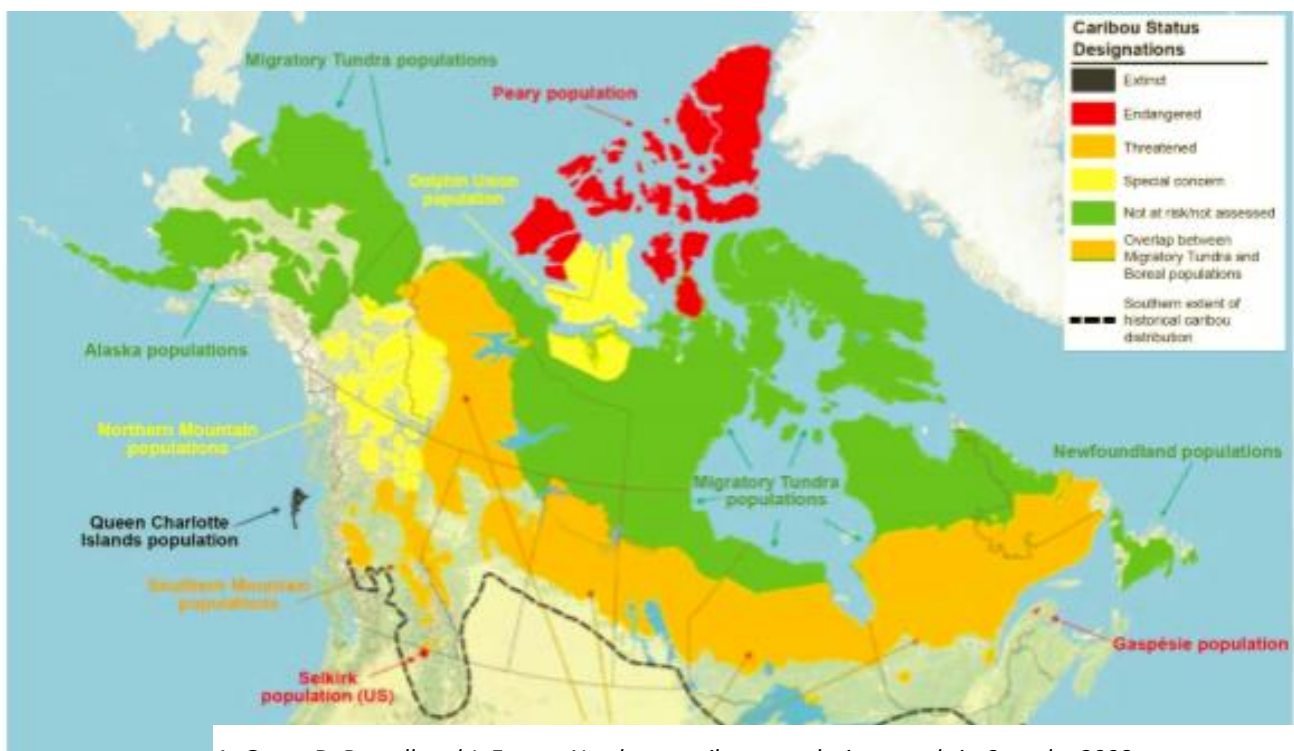 Migratory Tundra populations
Peary population
Dolphin Union
population
Alaska populations
Northern Mountain
populations
Queen Charlotte
Islands population
Southern Mountain
populations
Selkirk
population (US)
Migratory Tundra
populations
Newfoundland populations
Gaspésie population
Caribou Status
Designations
Extinct
Endangered
Threatened
Special concern
Not at risk/not assessed
Overlap between
Migratory Tundra and
Boreal populations
Southern extent of
historical caribou
distribution